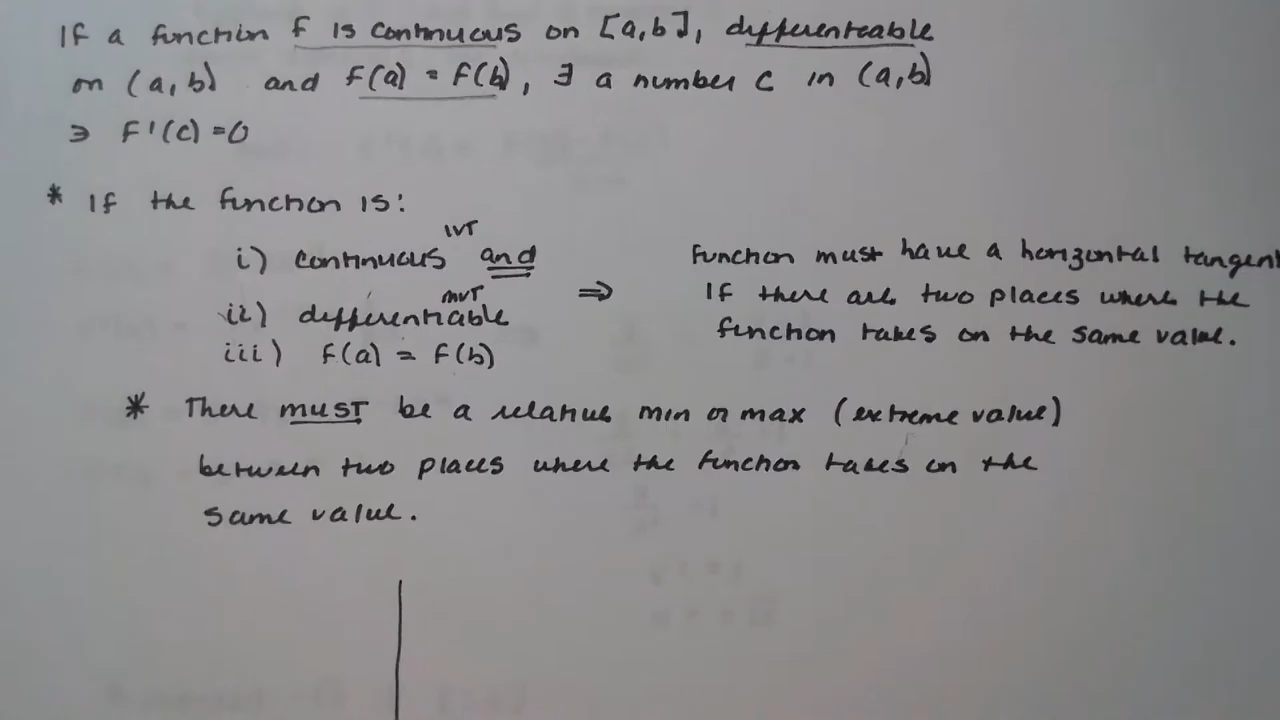 If a function f is continuous on [a,b], differenteable
on (a,b) and f(a) = f(b), ∃ a number c in (a,b)
∋ f'(c) = 0
* If the function is:
IVT
i) continuous and
MVT
ii) differentiable
iii) f(a) = f(b)
⇒
Function must have a horizontal tangent
If there are two places where the
function takes on the same value.
* There must be a relative min or max (extreme value)
between two places where the function takes on the
same value.